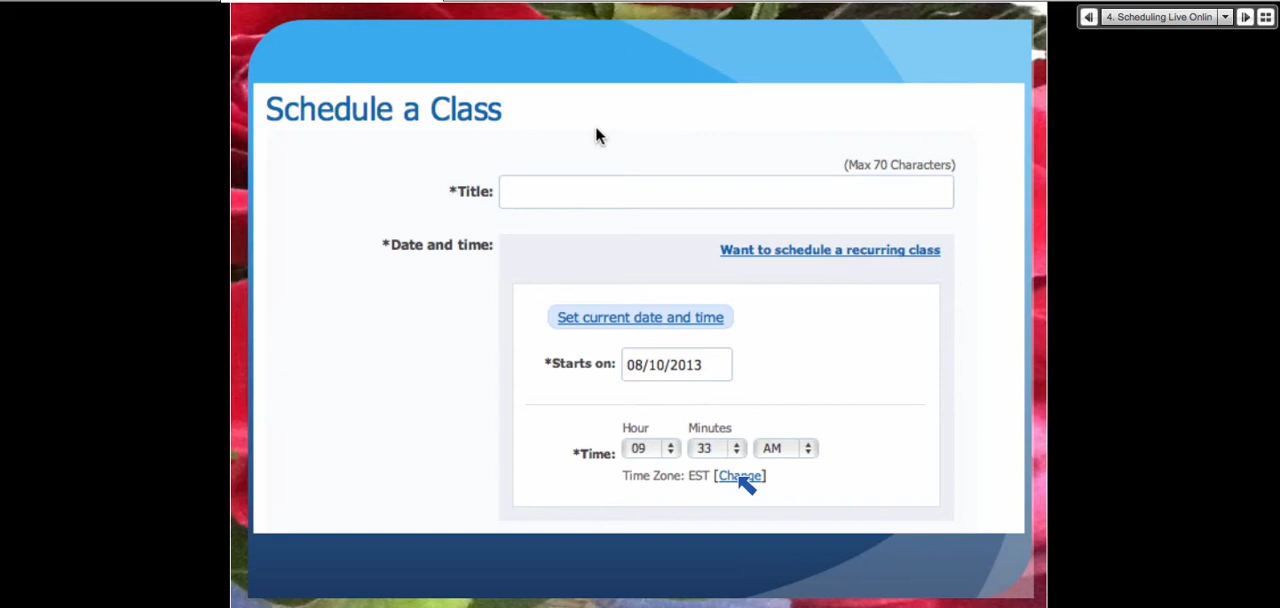 4. Scheduling Live Onlin
Schedule a Class
(Max 70 Characters)
*Title:
*Date and time:
Want to schedule a recurring class
Set current date and time
*Starts on: 08/10/2013
Hour Minutes
*Time: 09 33 AM
Time Zone: EST [Change]